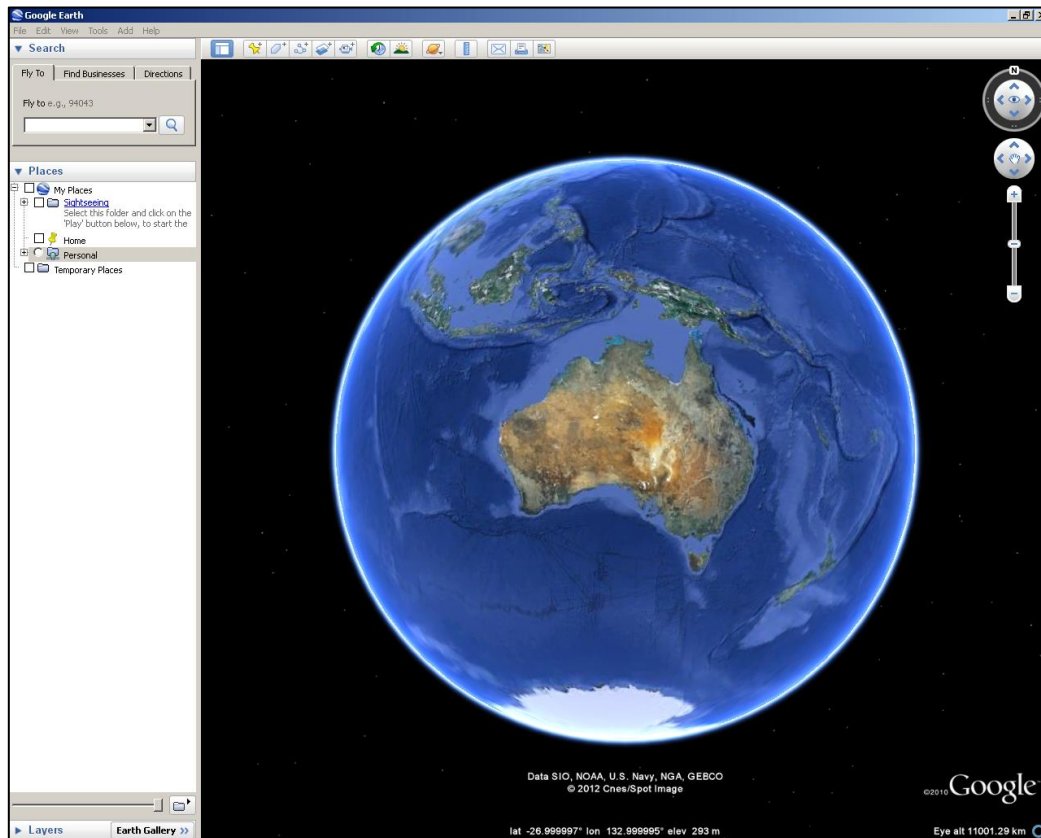 Google Earth
File Edit View Tools Add Help
Search
Fly To Find Businesses Directions
Fly to e.g., 94043
N
Places
My Places
Sightseeing
Select this folder and click on the
'Play' button below, to start the
Home
Personal
Temporary Places
Data SIO, NOAA, U.S. Navy, NGA, GEBCO
© 2012 Cnes/Spot Image
©2010 Google
Layers Earth Gallery >>
lat -26.999997° lon 132.999995° elev 293 m
Eye alt 11001.29 km